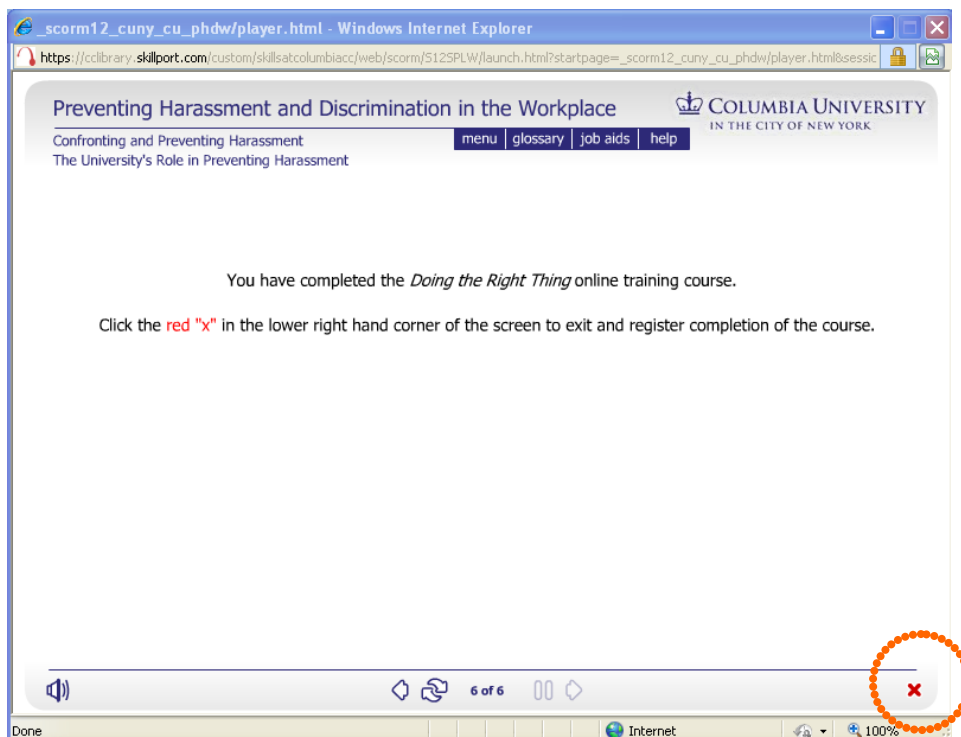 _scorm12_cuny_cu_phdw/player.html - Windows Internet Explorer
https://cclibrary.skillport.com/custom/skillsatcolumbiacc/web/scorm/S12SPLW/launch.html?startpage=_scorm12_cuny_cu_phdw/player.html&sessic
Preventing Harassment and Discrimination in the Workplace
COLUMBIA UNIVERSITY
IN THE CITY OF NEW YORK
Confronting and Preventing Harassment
menu glossary job aids help
The University's Role in Preventing Harassment
You have completed the Doing the Right Thing online training course.
Click the red "x" in the lower right hand corner of the screen to exit and register completion of the course.
6 of 6
Done Internet 100%